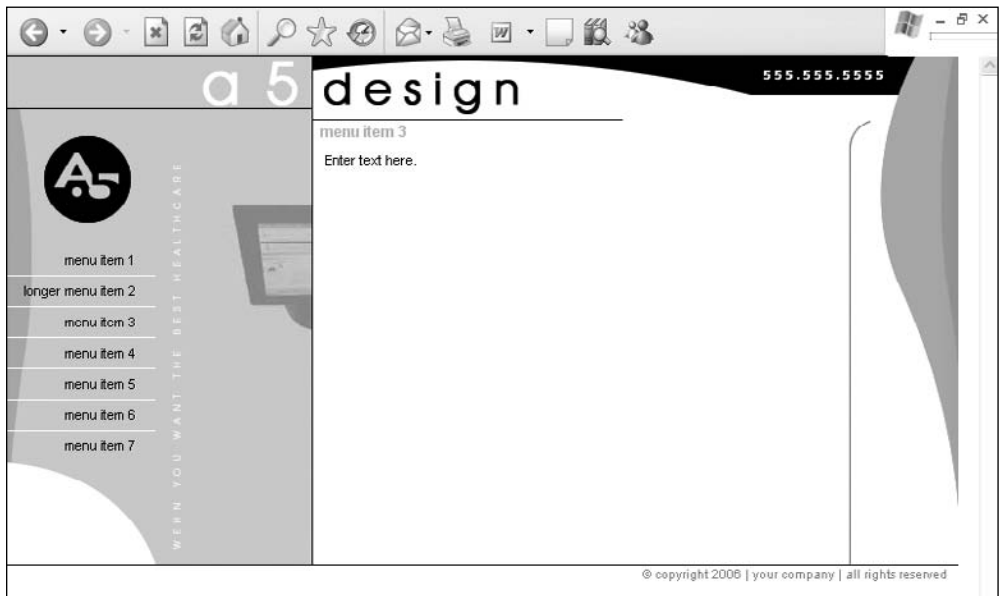 a 5 design
555.555.5555
menu item 3
Enter text here.
A.5
menu item 1
longer menu item 2
menu item 3
menu item 4
menu item 5
menu item 6
menu item 7
WEHN YOU WANT THE BEST HEALTHCARE
© copyright 2006 | your company | all rights reserved